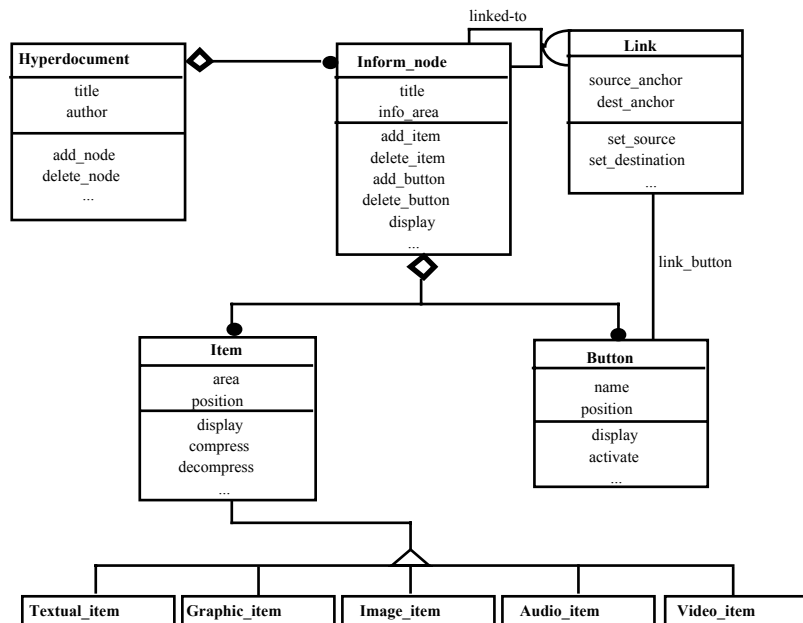 linked-to
Hyperdocument
title
author
add_node
delete_node
...
Inform_node
title
info_area
add_item
delete_item
add_button
delete_button
display
...
Link
source_anchor
dest_anchor
set_source
set_destination
...
link_button
Item
area
position
display
compress
decompress
...
Button
name
position
display
activate
...
Textual_item
Graphic_item
Image_item
Audio_item
Video_item